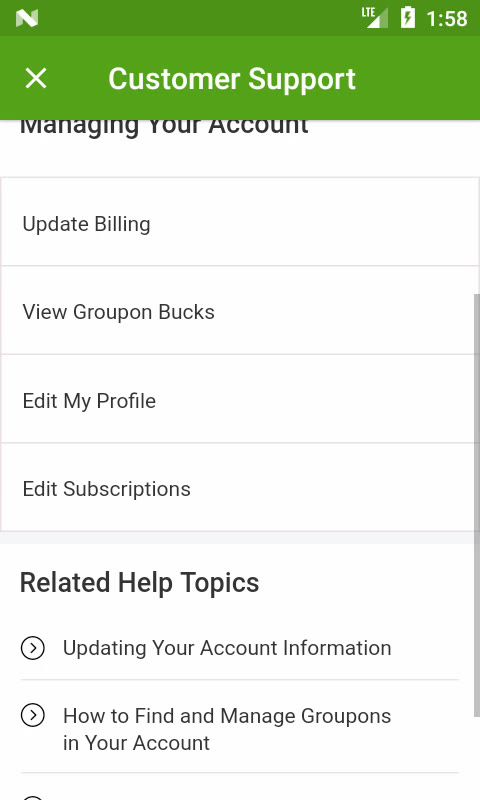 LTE
1:58
Customer Support
Managing Your Account
Update Billing
View Groupon Bucks
Edit My Profile
Edit Subscriptions
Related Help Topics
Updating Your Account Information
How to Find and Manage Groupons
in Your Account